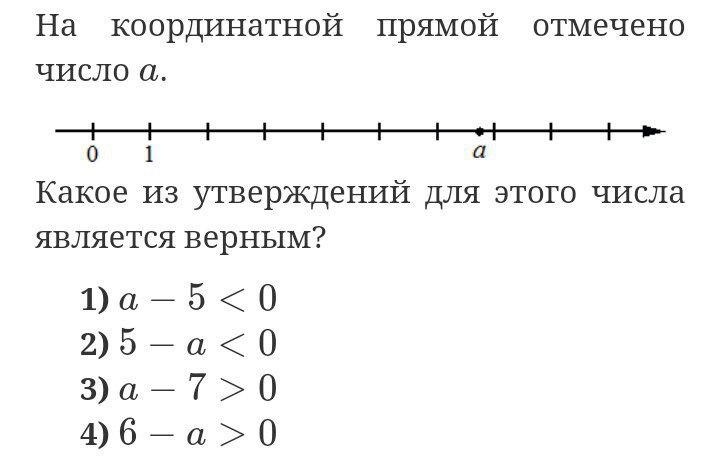 На координатной прямой отмечено
число a.
0 1 a
Какое из утверждений для этого числа
является верным?
1) a − 5 < 0
2) 5 − a < 0
3) a − 7 > 0
4) 6 − a > 0